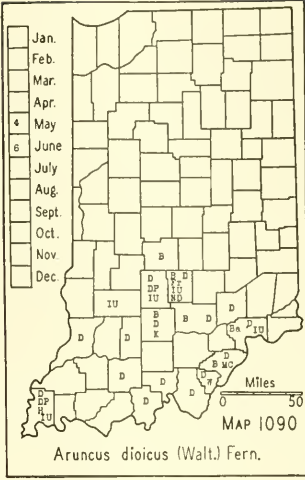 Jan.
Feb.
Mar.
Apr.
4 May
6 June
July
Aug.
Sept.
Oct.
Nov.
Dec.
B
D
DP
IU
B D
IU
ND
IU
B
D
K
B D
D
Ba D IU
D
D
D
B MC
D
W
D
D
D
D
DP
H
IU
Miles
0 50
MAP 1090
Aruncus dioicus (Walt.) Fern.